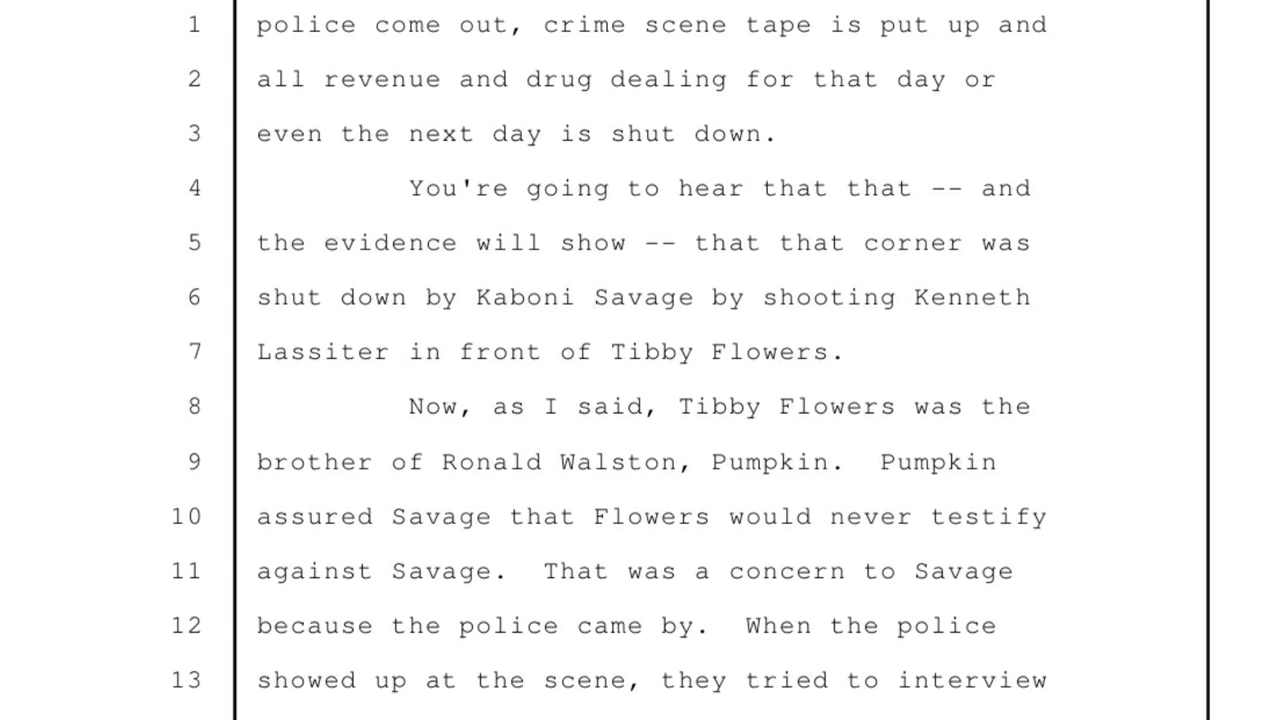 1 police come out, crime scene tape is put up and
2 all revenue and drug dealing for that day or
3 even the next day is shut down.
4 You're going to hear that that -- and
5 the evidence will show -- that that corner was
6 shut down by Kaboni Savage by shooting Kenneth
7 Lassiter in front of Tibby Flowers.
8 Now, as I said, Tibby Flowers was the
9 brother of Ronald Walston, Pumpkin. Pumpkin
10 assured Savage that Flowers would never testify
11 against Savage. That was a concern to Savage
12 because the police came by. When the police
13 showed up at the scene, they tried to interview